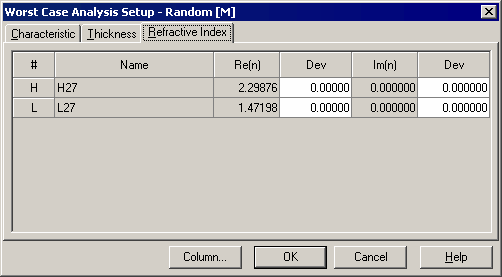 Worst Case Analysis Setup - Random [M]
Characteristic Thickness Refractive Index
# Name Re(n) Dev Im(n) Dev
H H27 2.29876 0.00000 0.000000 0.000000
L L27 1.47198 0.00000 0.000000 0.000000
Column... OK Cancel Help